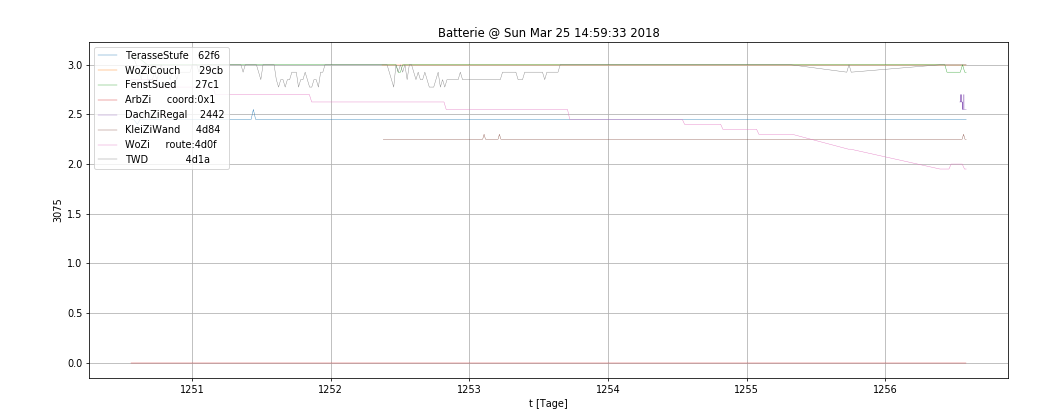 Batterie @ Sun Mar 25 14:59:33 2018
TerasseStufe 62f6
WoZiCouch 29cb
FenstSued 27c1
ArbZi coord:0x1
DachZiRegal 2442
KleiZiWand 4d84
WoZi route:4d0f
TWD 4d1a
3.0
2.5
2.0
1.5
1.0
0.5
0.0
3075
1251
1252
1253
1254
1255
1256
t [Tage]